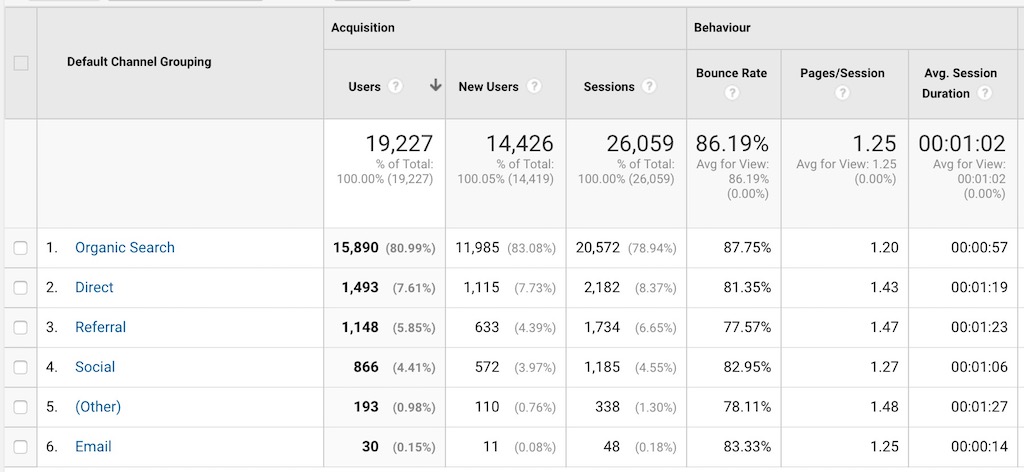 Acquisition Behaviour
Default Channel Grouping
Users ? New Users ? Sessions ? Bounce Rate ? Pages/Session ? Avg. Session Duration ?
19,227 14,426 26,059 86.19% 1.25 00:01:02
% of Total: % of Total: % of Total: Avg for View: Avg for View: 1.25 Avg for View:
100.00% (19,227) 100.05% (14,419) 100.00% (26,059) 86.19% (0.00%) 00:01:02
(0.00%) (0.00%)
1. Organic Search 15,890 (80.99%) 11,985 (83.08%) 20,572 (78.94%) 87.75% 1.20 00:00:57
2. Direct 1,493 (7.61%) 1,115 (7.73%) 2,182 (8.37%) 81.35% 1.43 00:01:19
3. Referral 1,148 (5.85%) 633 (4.39%) 1,734 (6.65%) 77.57% 1.47 00:01:23
4. Social 866 (4.41%) 572 (3.97%) 1,185 (4.55%) 82.95% 1.27 00:01:06
5. (Other) 193 (0.98%) 110 (0.76%) 338 (1.30%) 78.11% 1.48 00:01:27
6. Email 30 (0.15%) 11 (0.08%) 48 (0.18%) 83.33% 1.25 00:00:14